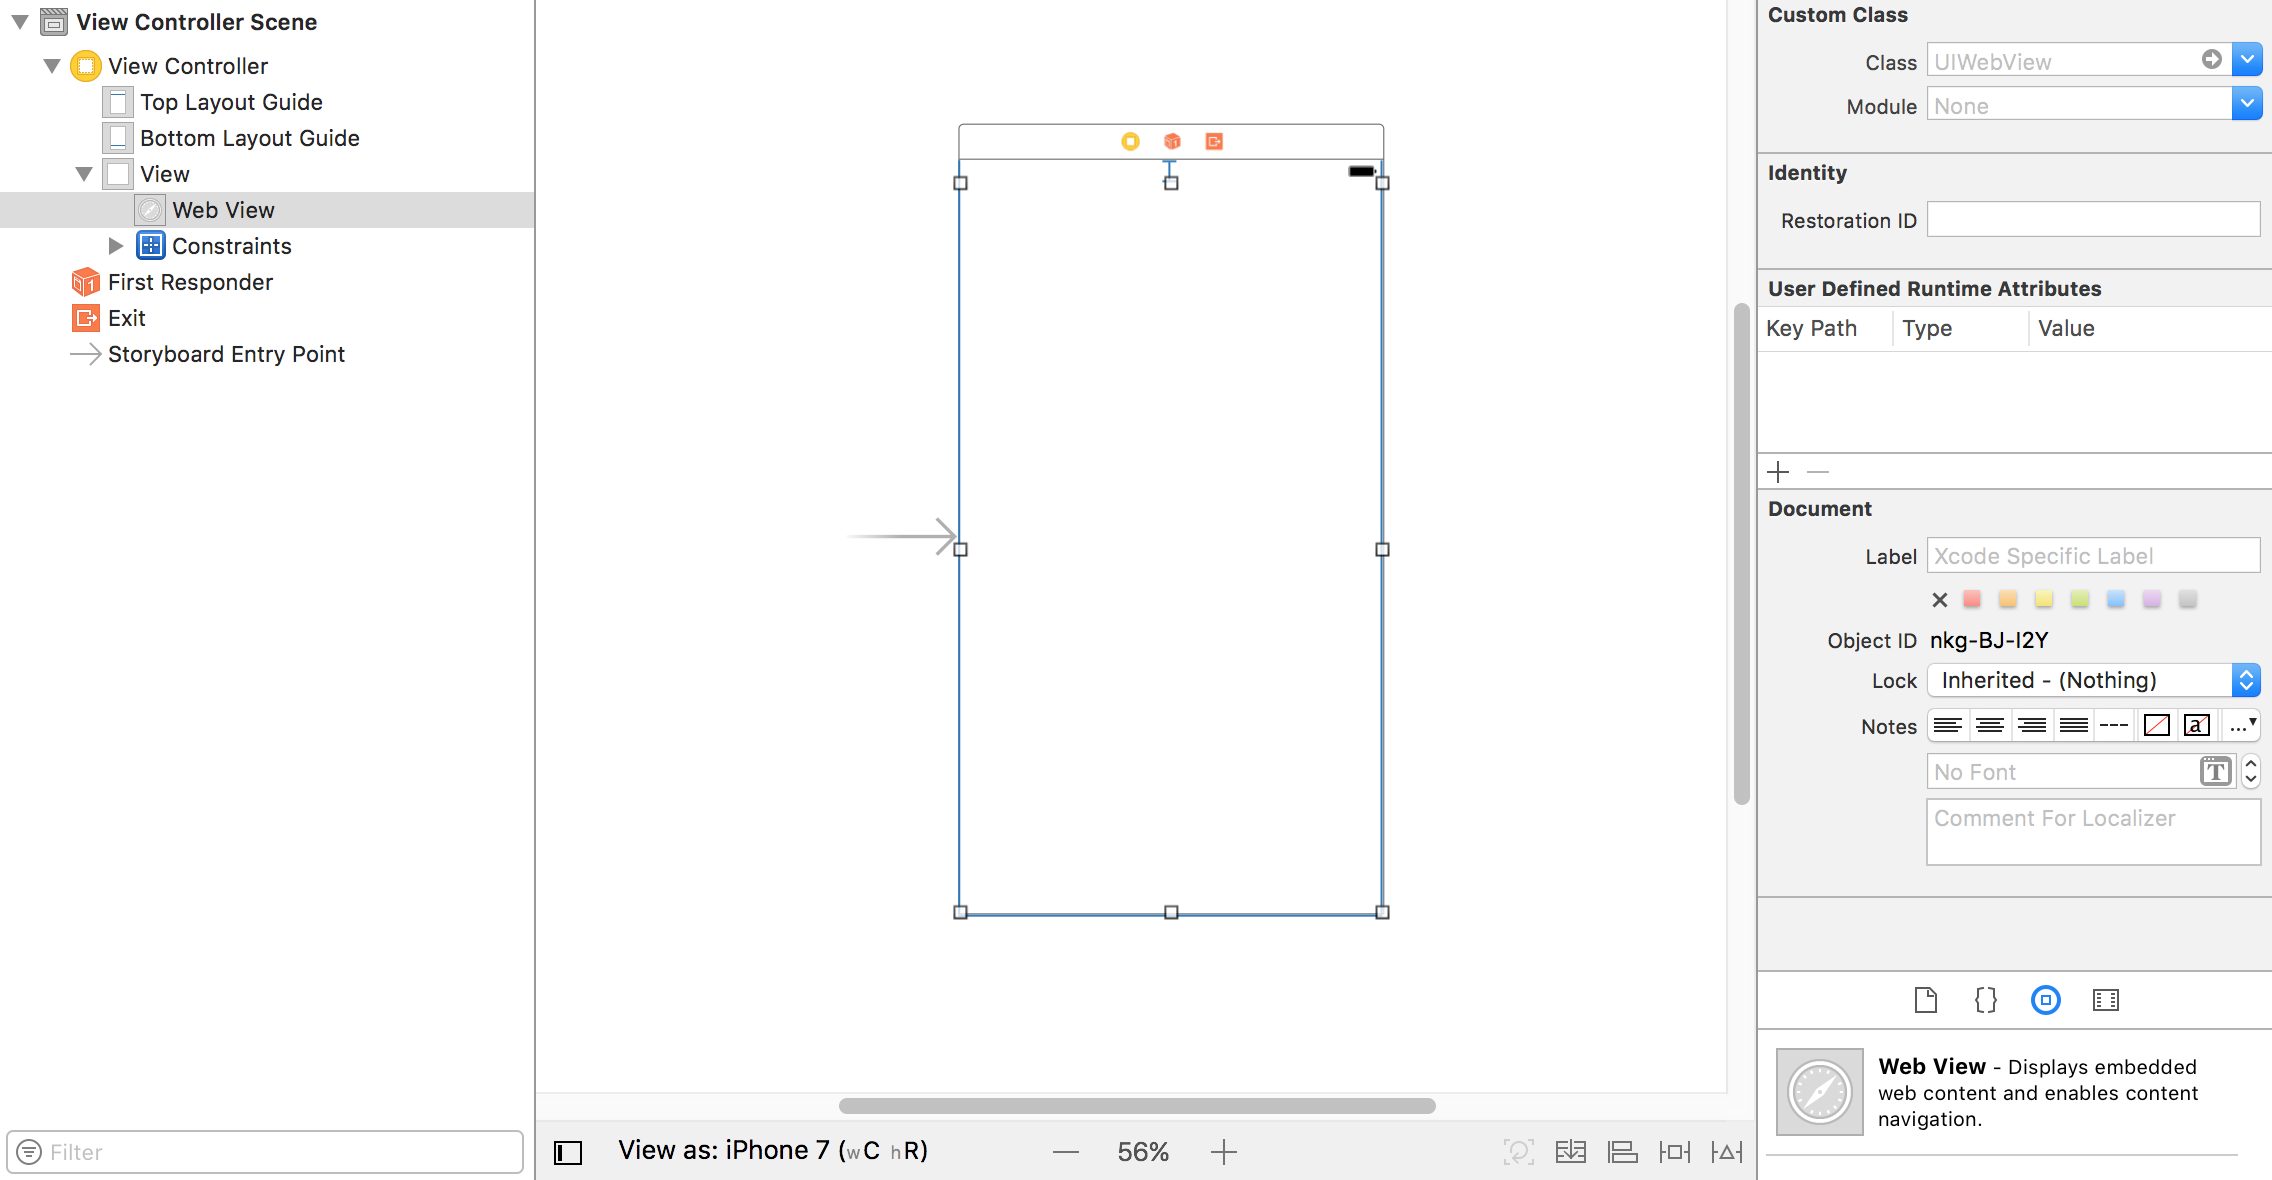 View Controller Scene
View Controller
Top Layout Guide
Bottom Layout Guide
View
Web View
Constraints
First Responder
Exit
Storyboard Entry Point
Filter
View as: iPhone 7 (wC hR)
56%
Custom Class
Class UIWebView
Module None
Identity
Restoration ID
User Defined Runtime Attributes
Key Path Type Value
Document
Label Xcode Specific Label
Object ID nkg-BJ-I2Y
Lock Inherited - (Nothing)
Notes
No Font
Comment For Localizer
Web View - Displays embedded
web content and enables content
navigation.